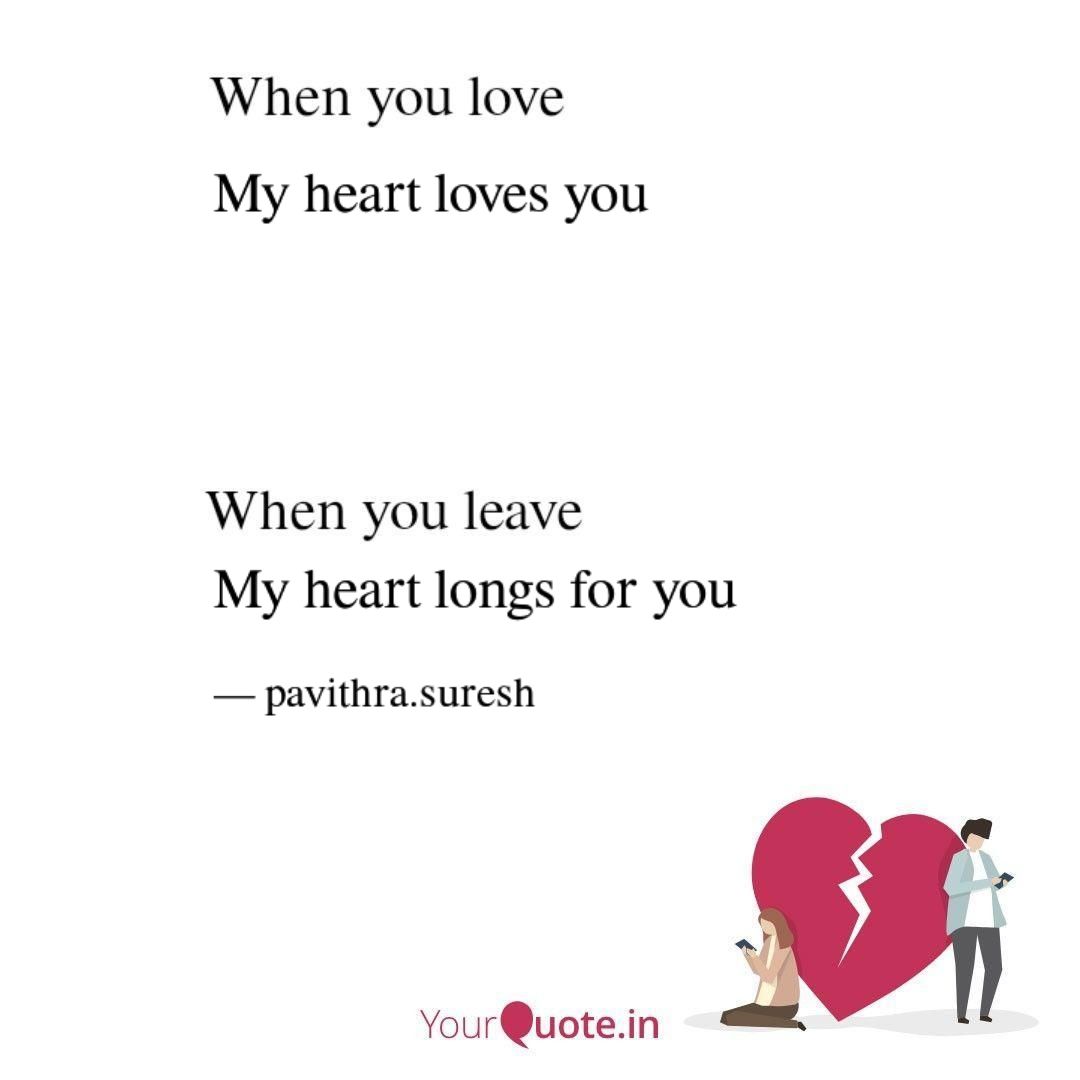 When you love
My heart loves you
When you leave
My heart longs for you
— pavithra.suresh
YourQuote.in